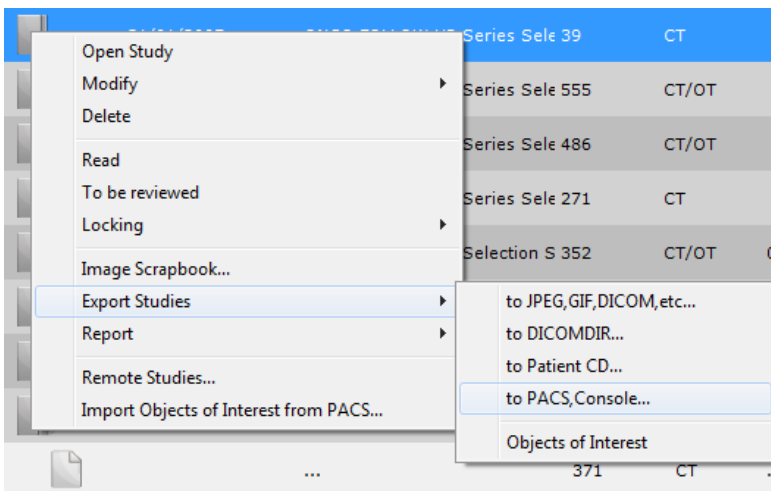 Series Sele 39 CT
Open Study
Modify
Series Sele 555 CT/OT
Delete
Series Sele 486 CT/OT
Read
To be reviewed
Series Sele 271 CT
Locking
Selection S 352 CT/OT
Image Scrapbook...
Export Studies
to JPEG,GIF,DICOM,etc...
Report
to DICOMDIR...
to Patient CD...
Remote Studies...
to PACS,Console...
Import Objects of Interest from PACS...
Objects of Interest
... 371 CT